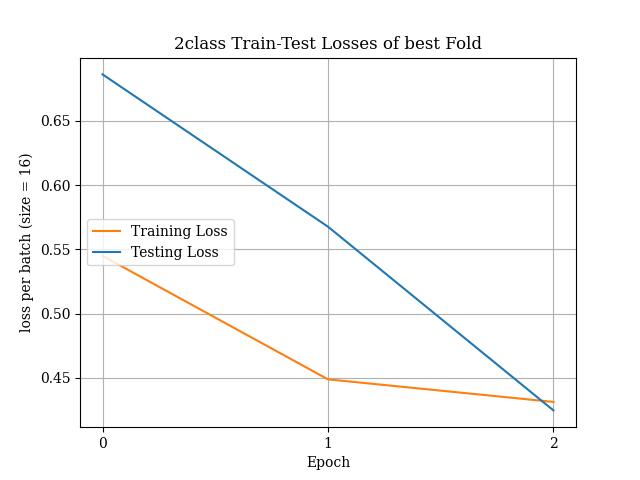 2class Train-Test Losses of best Fold
loss per batch (size = 16)
0.65
0.60
0.55
0.50
0.45
Training Loss
Testing Loss
0 1 2
Epoch